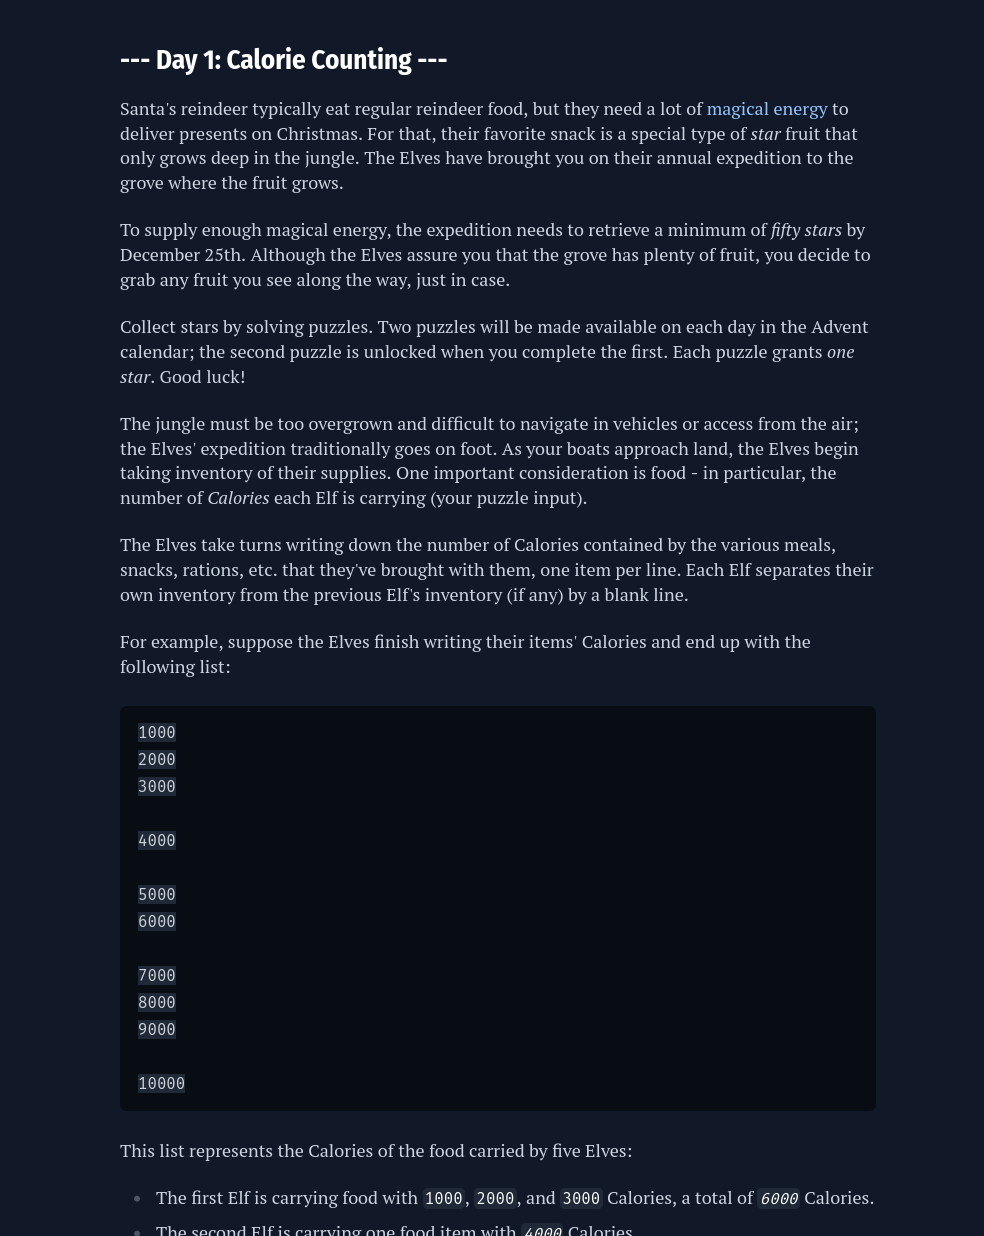 --- Day 1: Calorie Counting ---
Santa's reindeer typically eat regular reindeer food, but they need a lot of magical energy to
deliver presents on Christmas. For that, their favorite snack is a special type of star fruit that
only grows deep in the jungle. The Elves have brought you on their annual expedition to the
grove where the fruit grows.
To supply enough magical energy, the expedition needs to retrieve a minimum of fifty stars by
December 25th. Although the Elves assure you that the grove has plenty of fruit, you decide to
grab any fruit you see along the way, just in case.
Collect stars by solving puzzles. Two puzzles will be made available on each day in the Advent
calendar; the second puzzle is unlocked when you complete the first. Each puzzle grants one
star. Good luck!
The jungle must be too overgrown and difficult to navigate in vehicles or access from the air;
the Elves' expedition traditionally goes on foot. As your boats approach land, the Elves begin
taking inventory of their supplies. One important consideration is food - in particular, the
number of Calories each Elf is carrying (your puzzle input).
The Elves take turns writing down the number of Calories contained by the various meals,
snacks, rations, etc. that they've brought with them, one item per line. Each Elf separates their
own inventory from the previous Elf's inventory (if any) by a blank line.
For example, suppose the Elves finish writing their items' Calories and end up with the
following list:
1000
2000
3000
4000
5000
6000
7000
8000
9000
10000
This list represents the Calories of the food carried by five Elves:
The first Elf is carrying food with 1000, 2000, and 3000 Calories, a total of 6000 Calories.
The second Elf is carrying one food item with 4000 Calories.